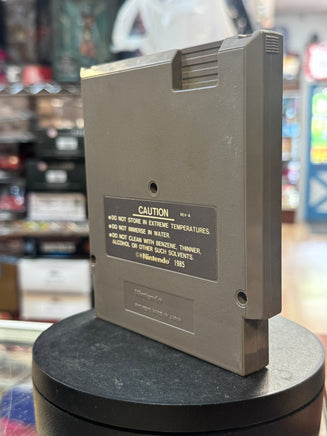 CAUTION REV-A
●DO NOT STORE IN EXTREME TEMPERATURES.
●DO NOT IMMERSE IN WATER.
●DO NOT CLEAN WITH BENZENE, THINNER,
ALCOHOL OR OTHER SUCH SOLVENTS.
©®Nintendo® 1985
Nintendo®